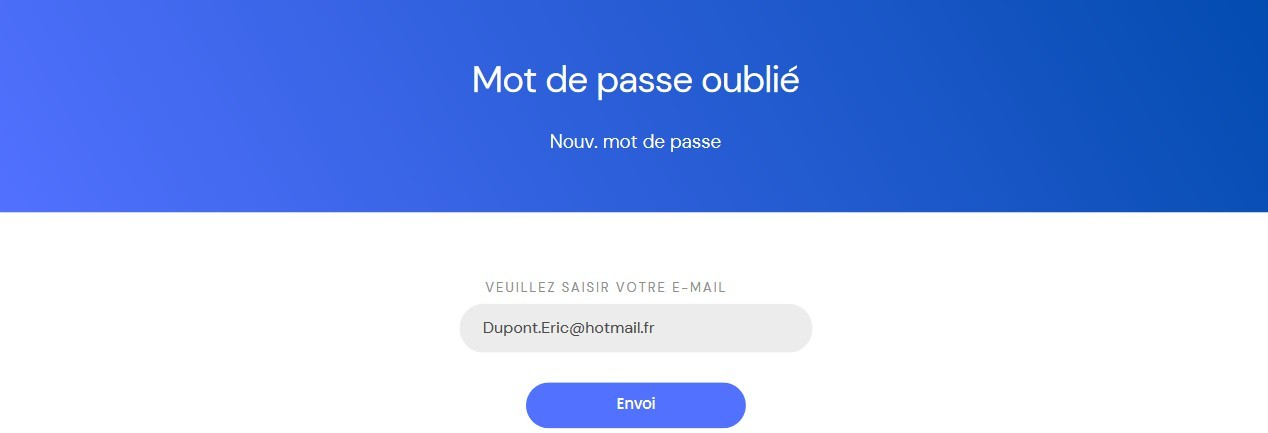 Mot de passe oublié
Nouv. mot de passe
VEUILLEZ SAISIR VOTRE E-MAIL
Dupont.Eric@hotmail.fr
Envoi